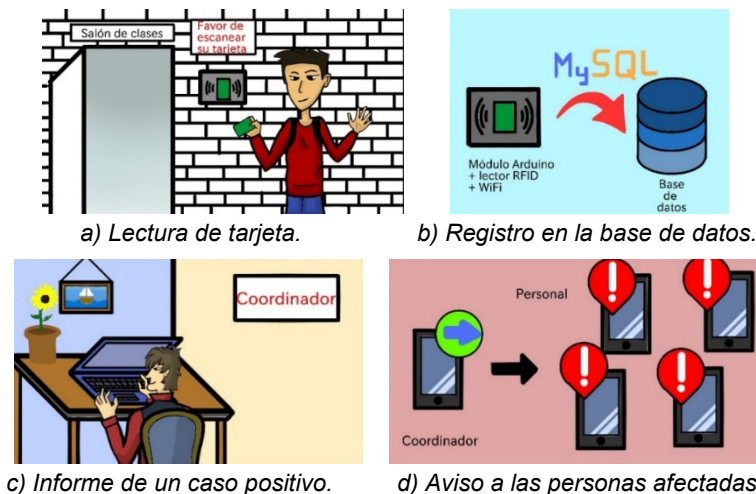 Salón de clases
Favor de
escanear
su tarjeta
a) Lectura de tarjeta.
MySQL
Módulo Arduino
+ lector RFID
+ WiFi
Base
de
datos
b) Registro en la base de datos.
Coordinador
c) Informe de un caso positivo.
Personal
Coordinador
d) Aviso a las personas afectadas